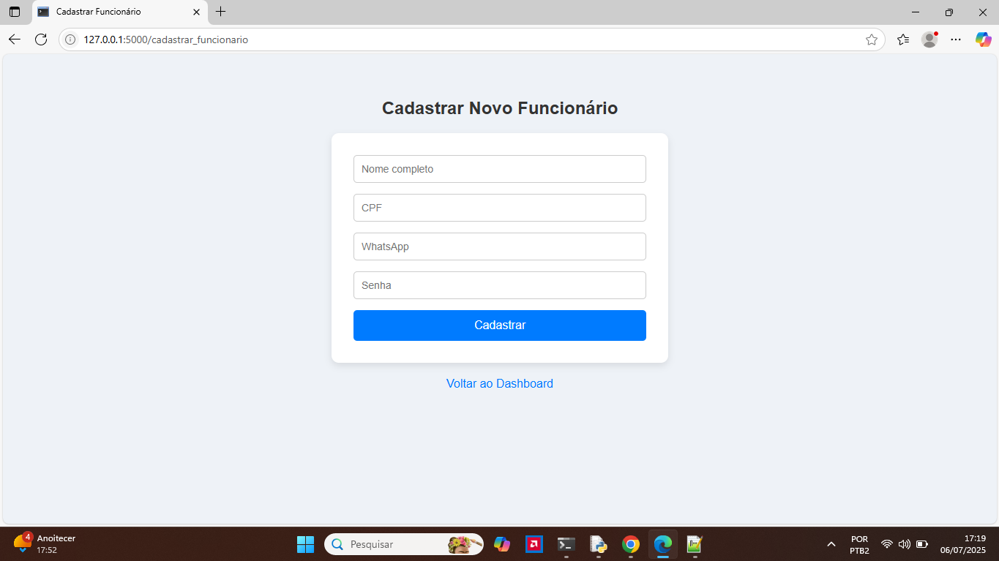 Cadastrar Funcionário
127.0.0.1:5000/cadastrar_funcionario
Cadastrar Novo Funcionário
Nome completo
CPF
WhatsApp
Senha
Cadastrar
Voltar ao Dashboard
4
Anoitecer
17:52
Pesquisar
POR
PTB2
17:19
06/07/2025